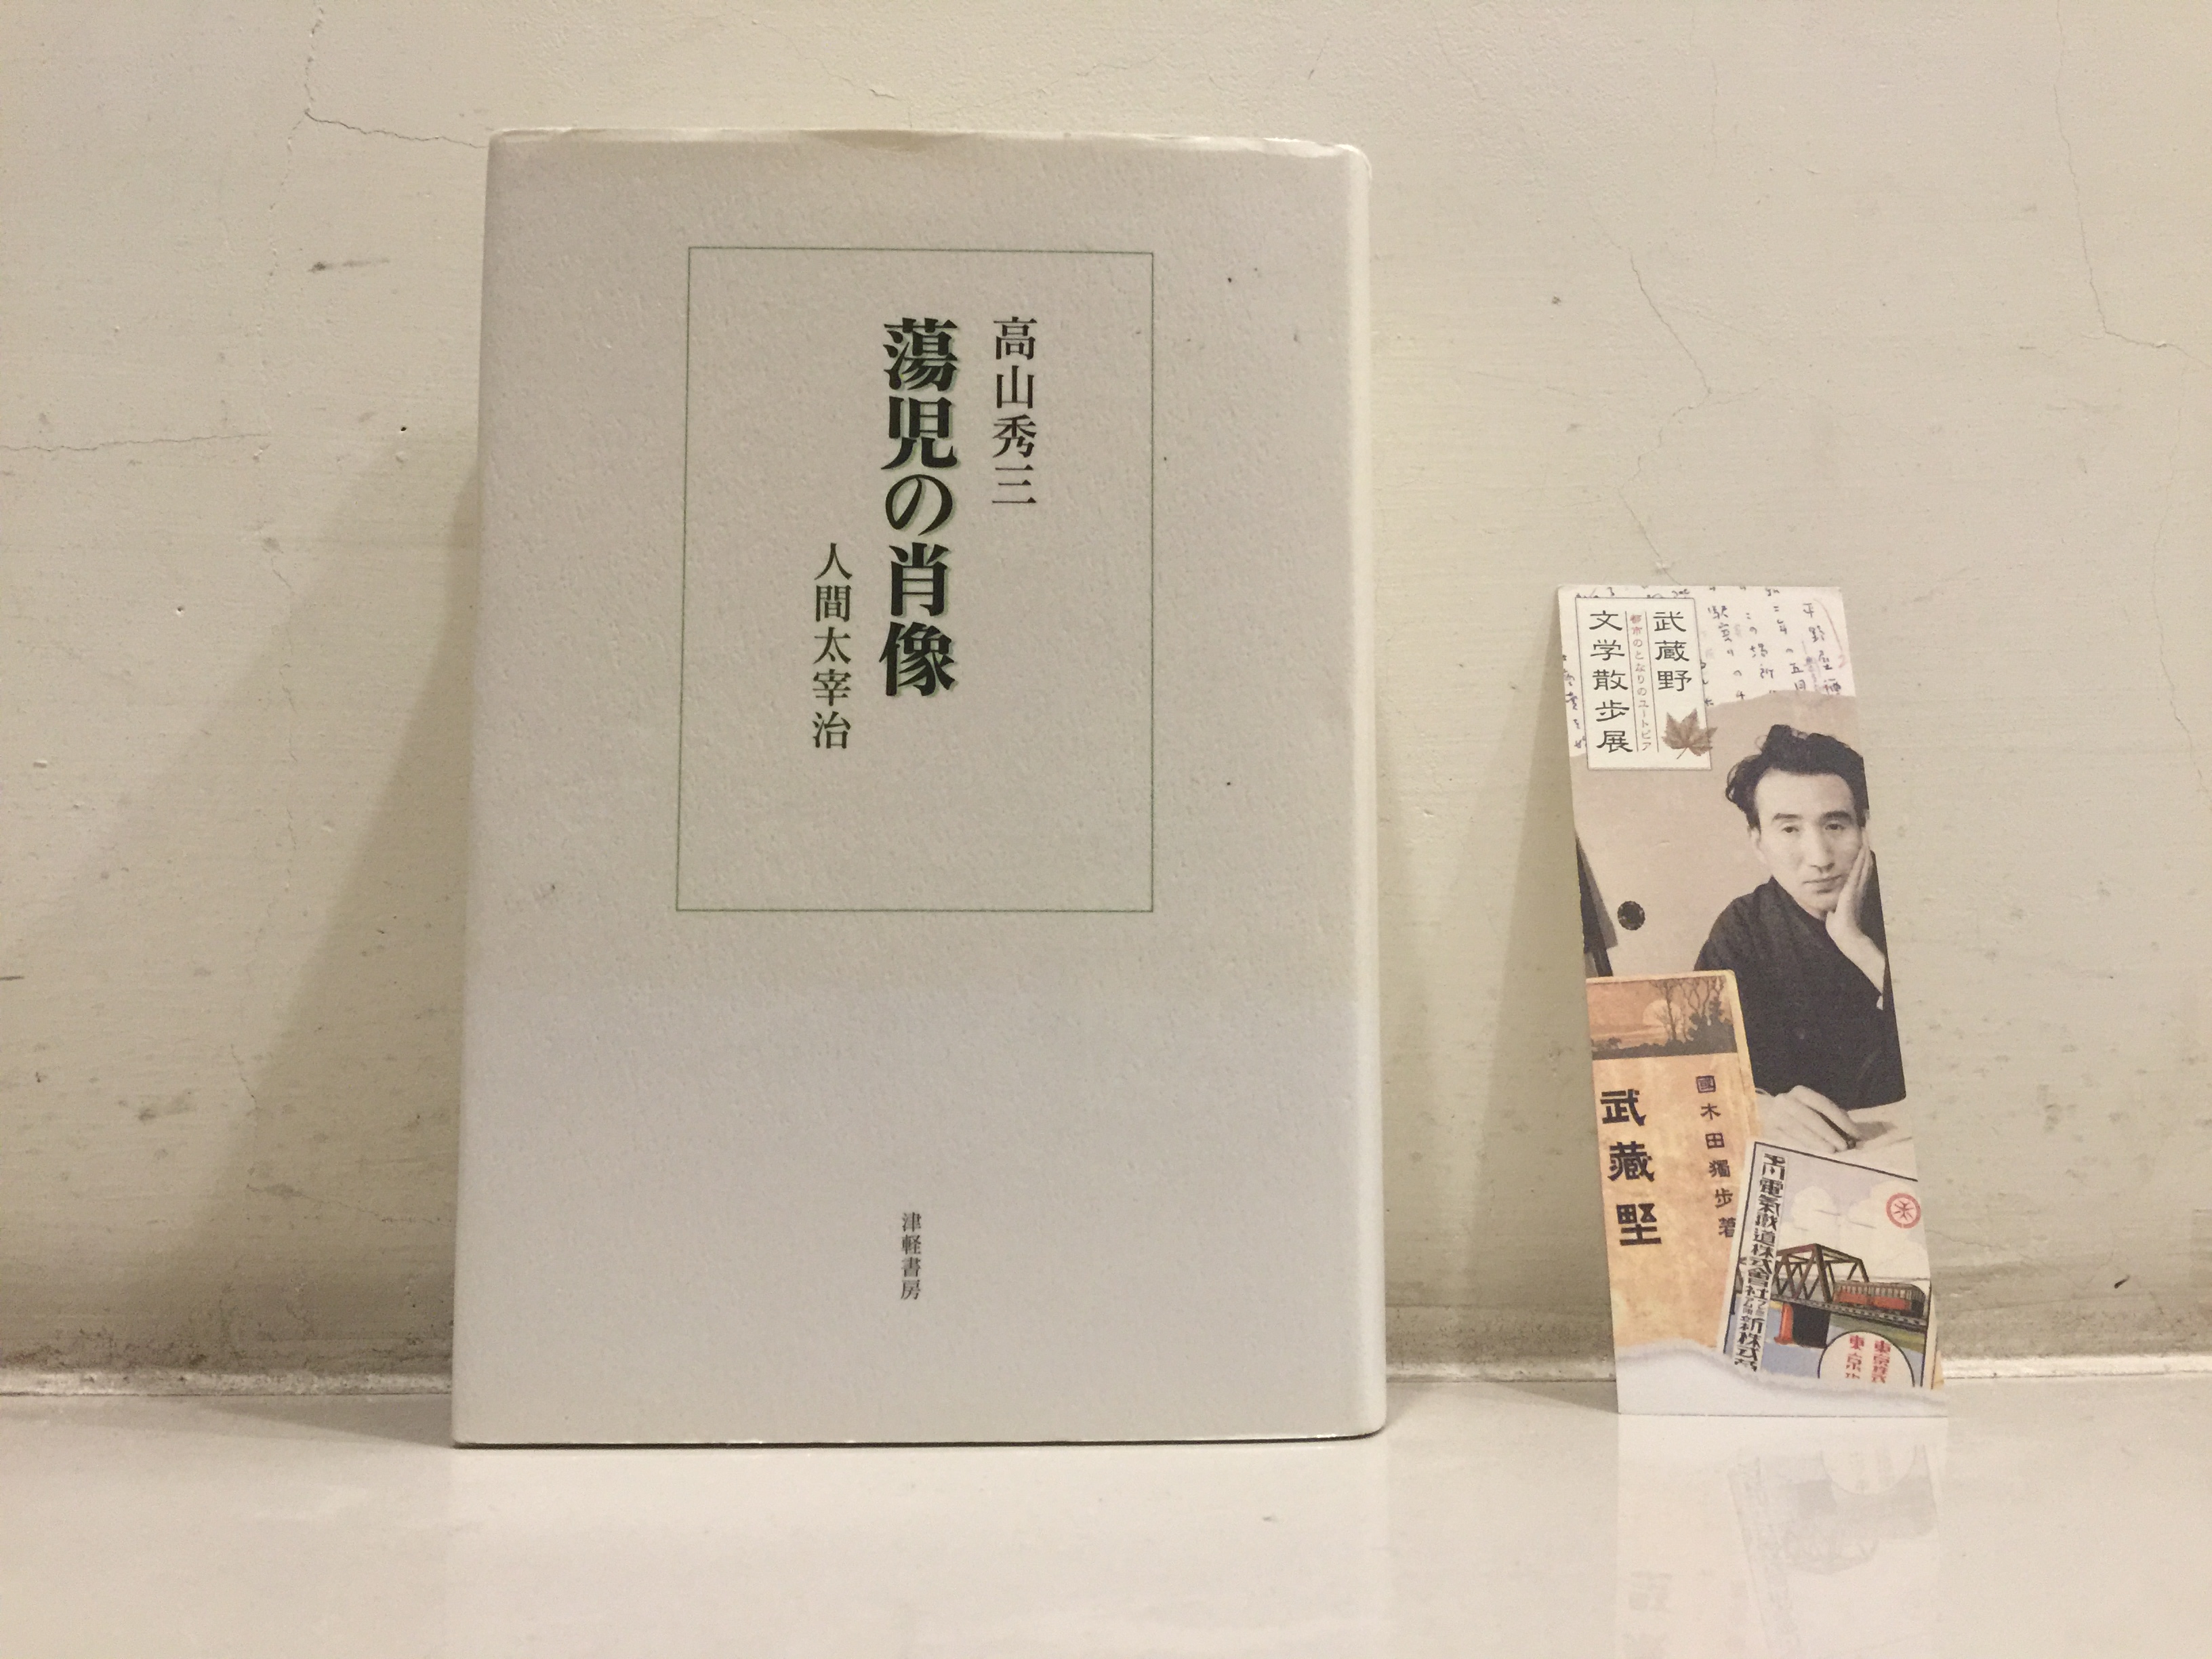 高山秀三
蕩児の肖像
人間太宰治
津軽書房
武蔵野
都市のとなりのユートピア
文学散歩展
國木田獨歩著
武蔵野